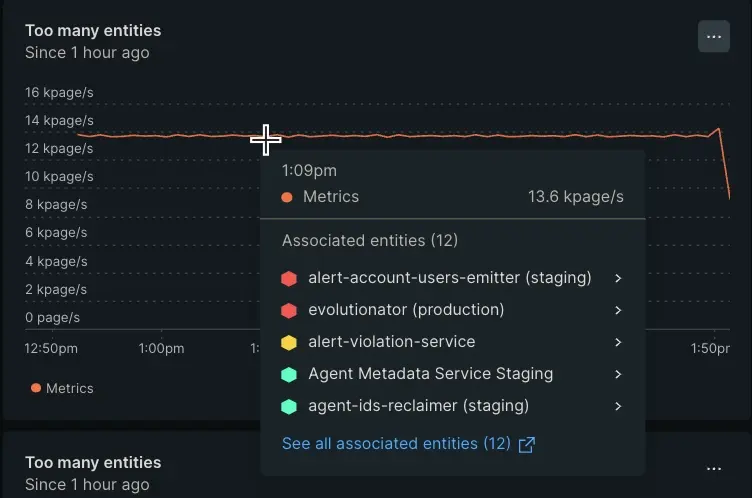 Too many entities
Since 1 hour ago
16 kpage/s
14 kpage/s
12 kpage/s
10 kpage/s
8 kpage/s
6 kpage/s
4 kpage/s
2 kpage/s
0 page/s
12:50pm
1:00pm
1:
1:50pr
Metrics
1:09pm
Metrics 13.6 kpage/s
Associated entities (12)
alert-account-users-emitter (staging)
evolutionator (production)
alert-violation-service
Agent Metadata Service Staging
agent-ids-reclaimer (staging)
See all associated entities (12)
Too many entities
Since 1 hour ago